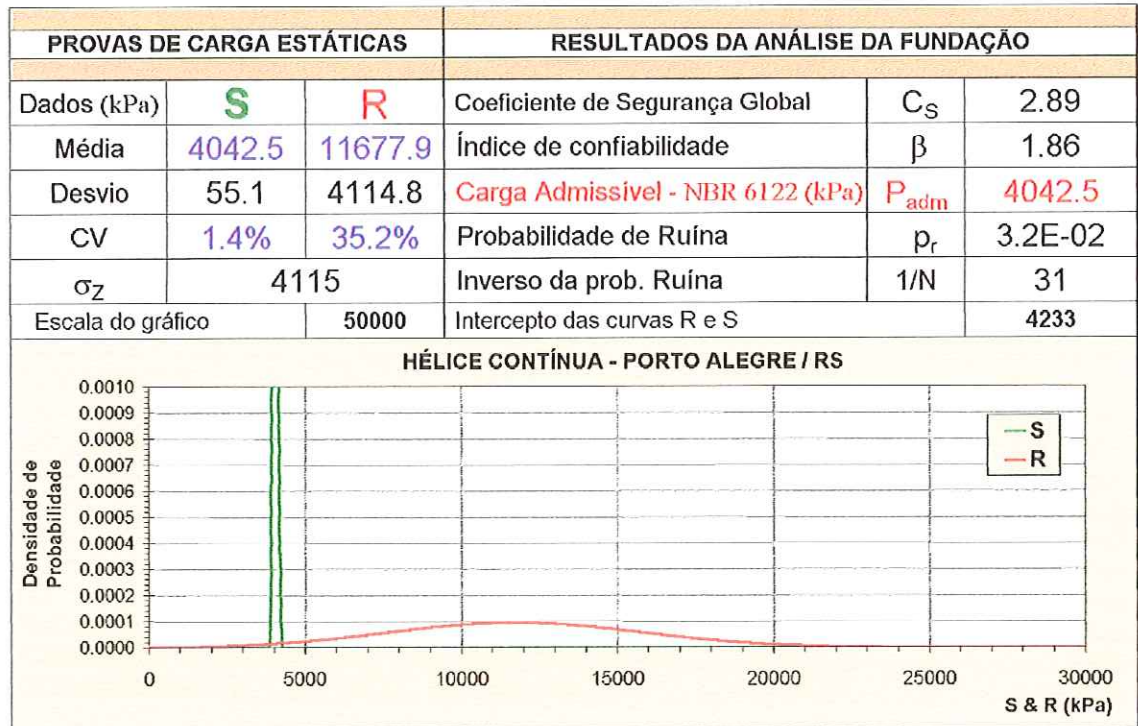 PROVAS DE CARGA ESTÁTICAS RESULTADOS DA ANÁLISE DA FUNDAÇÃO
Dados (kPa) S R Coeficiente de Segurança Global CS 2.89
Média 4042.5 11677.9 Índice de confiabilidade β 1.86
Desvio 55.1 4114.8 Carga Admissível - NBR 6122 (kPa) Padm 4042.5
CV 1.4% 35.2% Probabilidade de Ruína pr 3.2E-02
σZ 4115 Inverso da prob. Ruína 1/N 31
Escala do gráfico 50000 Intercepto das curvas R e S 4233
HÉLICE CONTÍNUA - PORTO ALEGRE / RS
Densidade de
Probabilidade
0.0010
0.0009
0.0008
0.0007
0.0006
0.0005
0.0004
0.0003
0.0002
0.0001
0.0000
S
R
0 5000 10000 15000 20000 25000 30000
S & R (kPa)